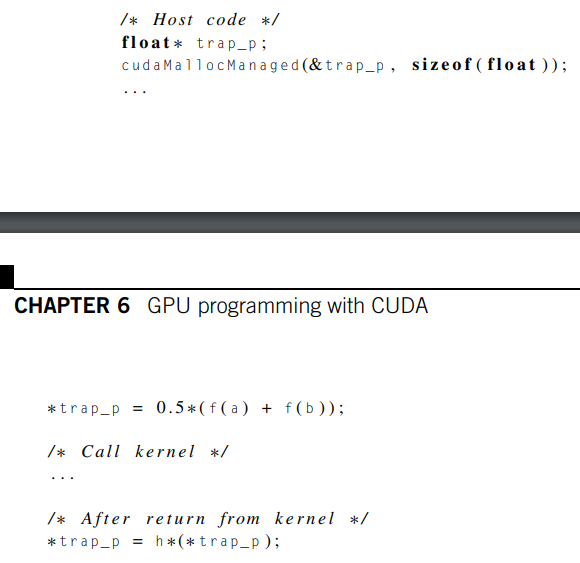 /* Host code */
float* trap_p;
cudaMallocManaged(&trap_p, sizeof(float));
...
CHAPTER 6 GPU programming with CUDA
*trap_p = 0.5*(f(a) + f(b));
/* Call kernel */
...
/* After return from kernel */
*trap_p = h*(*trap_p);